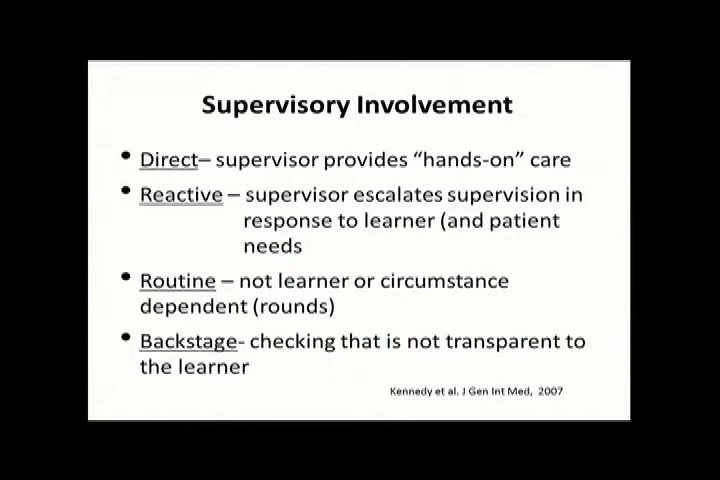 Supervisory Involvement
• Direct– supervisor provides “hands-on” care
• Reactive – supervisor escalates supervision in
response to learner (and patient
needs
• Routine – not learner or circumstance
dependent (rounds)
• Backstage- checking that is not transparent to
the learner
Kennedy et al. J Gen Int Med, 2007